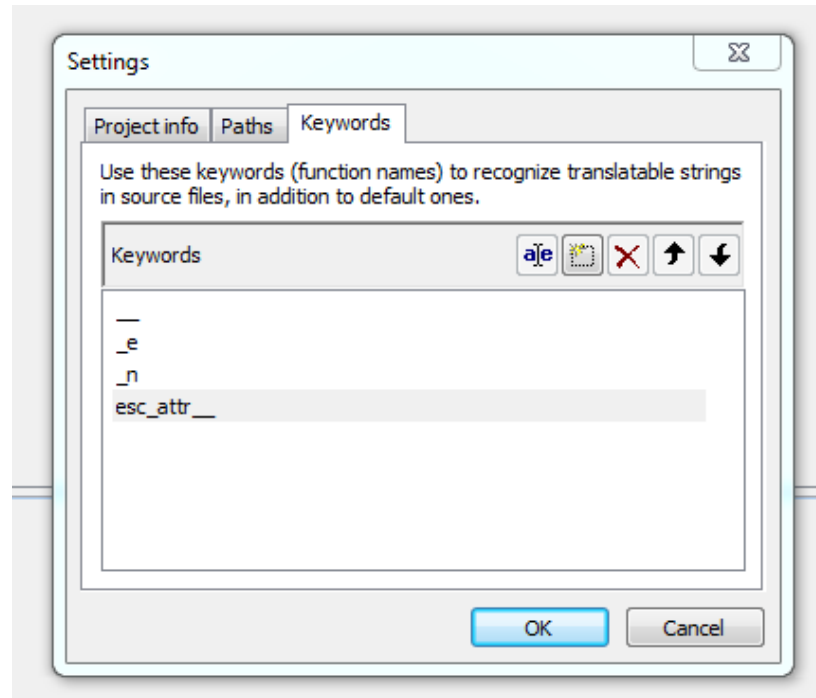 Settings
Project info Paths Keywords
Use these keywords (function names) to recognize translatable strings
in source files, in addition to default ones.
Keywords
a e
__
_e
_n
esc_attr__
OK Cancel